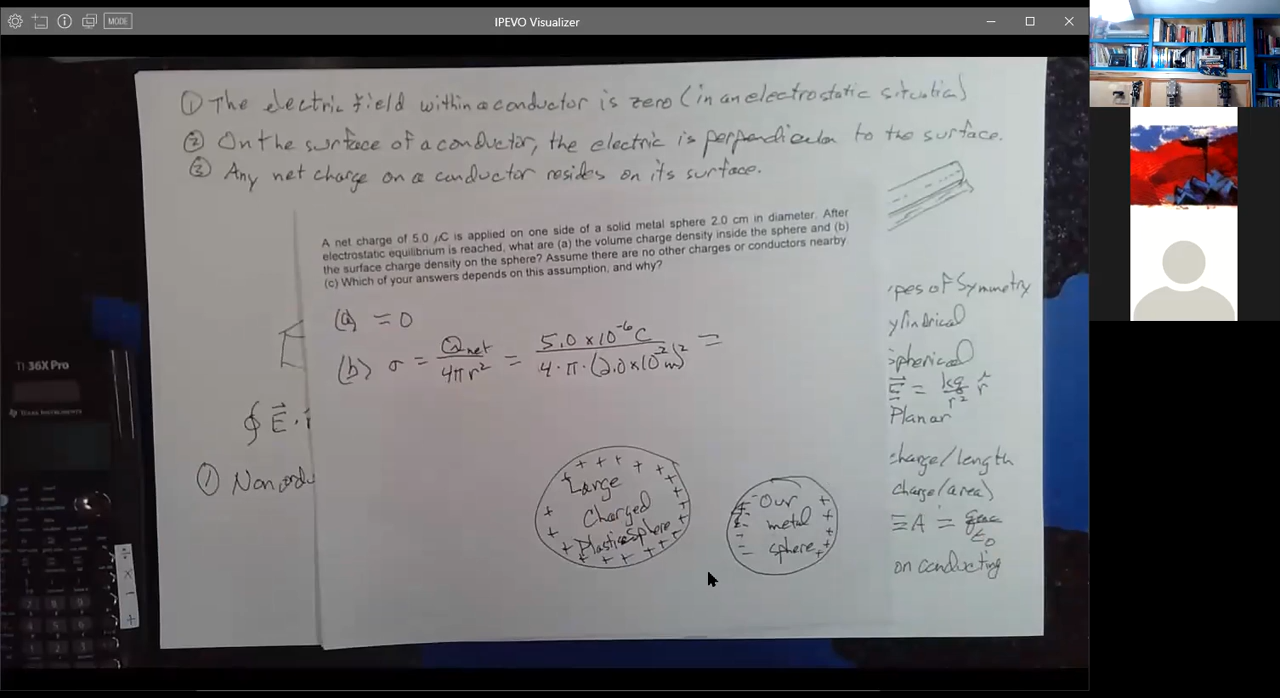 IPEVO Visualizer
MODE
① The electric field within a conductor is zero (in an electrostatic situation)
② On the surface of a conductor, the electric is perpendicular to the surface.
③ Any net charge on a conductor resides on its surface.
A net charge of 5.0 μC is applied on one side of a solid metal sphere 2.0 cm in diameter. After
electrostatic equilibrium is reached, what are (a) the volume charge density inside the sphere and (b)
the surface charge density on the sphere? Assume there are no other charges or conductors nearby
(c) Which of your answers depends on this assumption, and why?
(a) = 0
(b) σ = Q_net / 4πr² = 5.0 × 10⁻⁶ C / 4 · π · (2.0 × 10⁻² m)² =
∮ E⃗ ·
① Noncondu
Large
Charged
Plastic Sphere
Our
metal
sphere
ypes of Symmetry
ylindrical
Spherical
E⃗ = kq / r² r̂
Planar
charge/length
charge/area)
A = / ε₀
on conducting
TI 36X Pro
TEXAS INSTRUMENTS